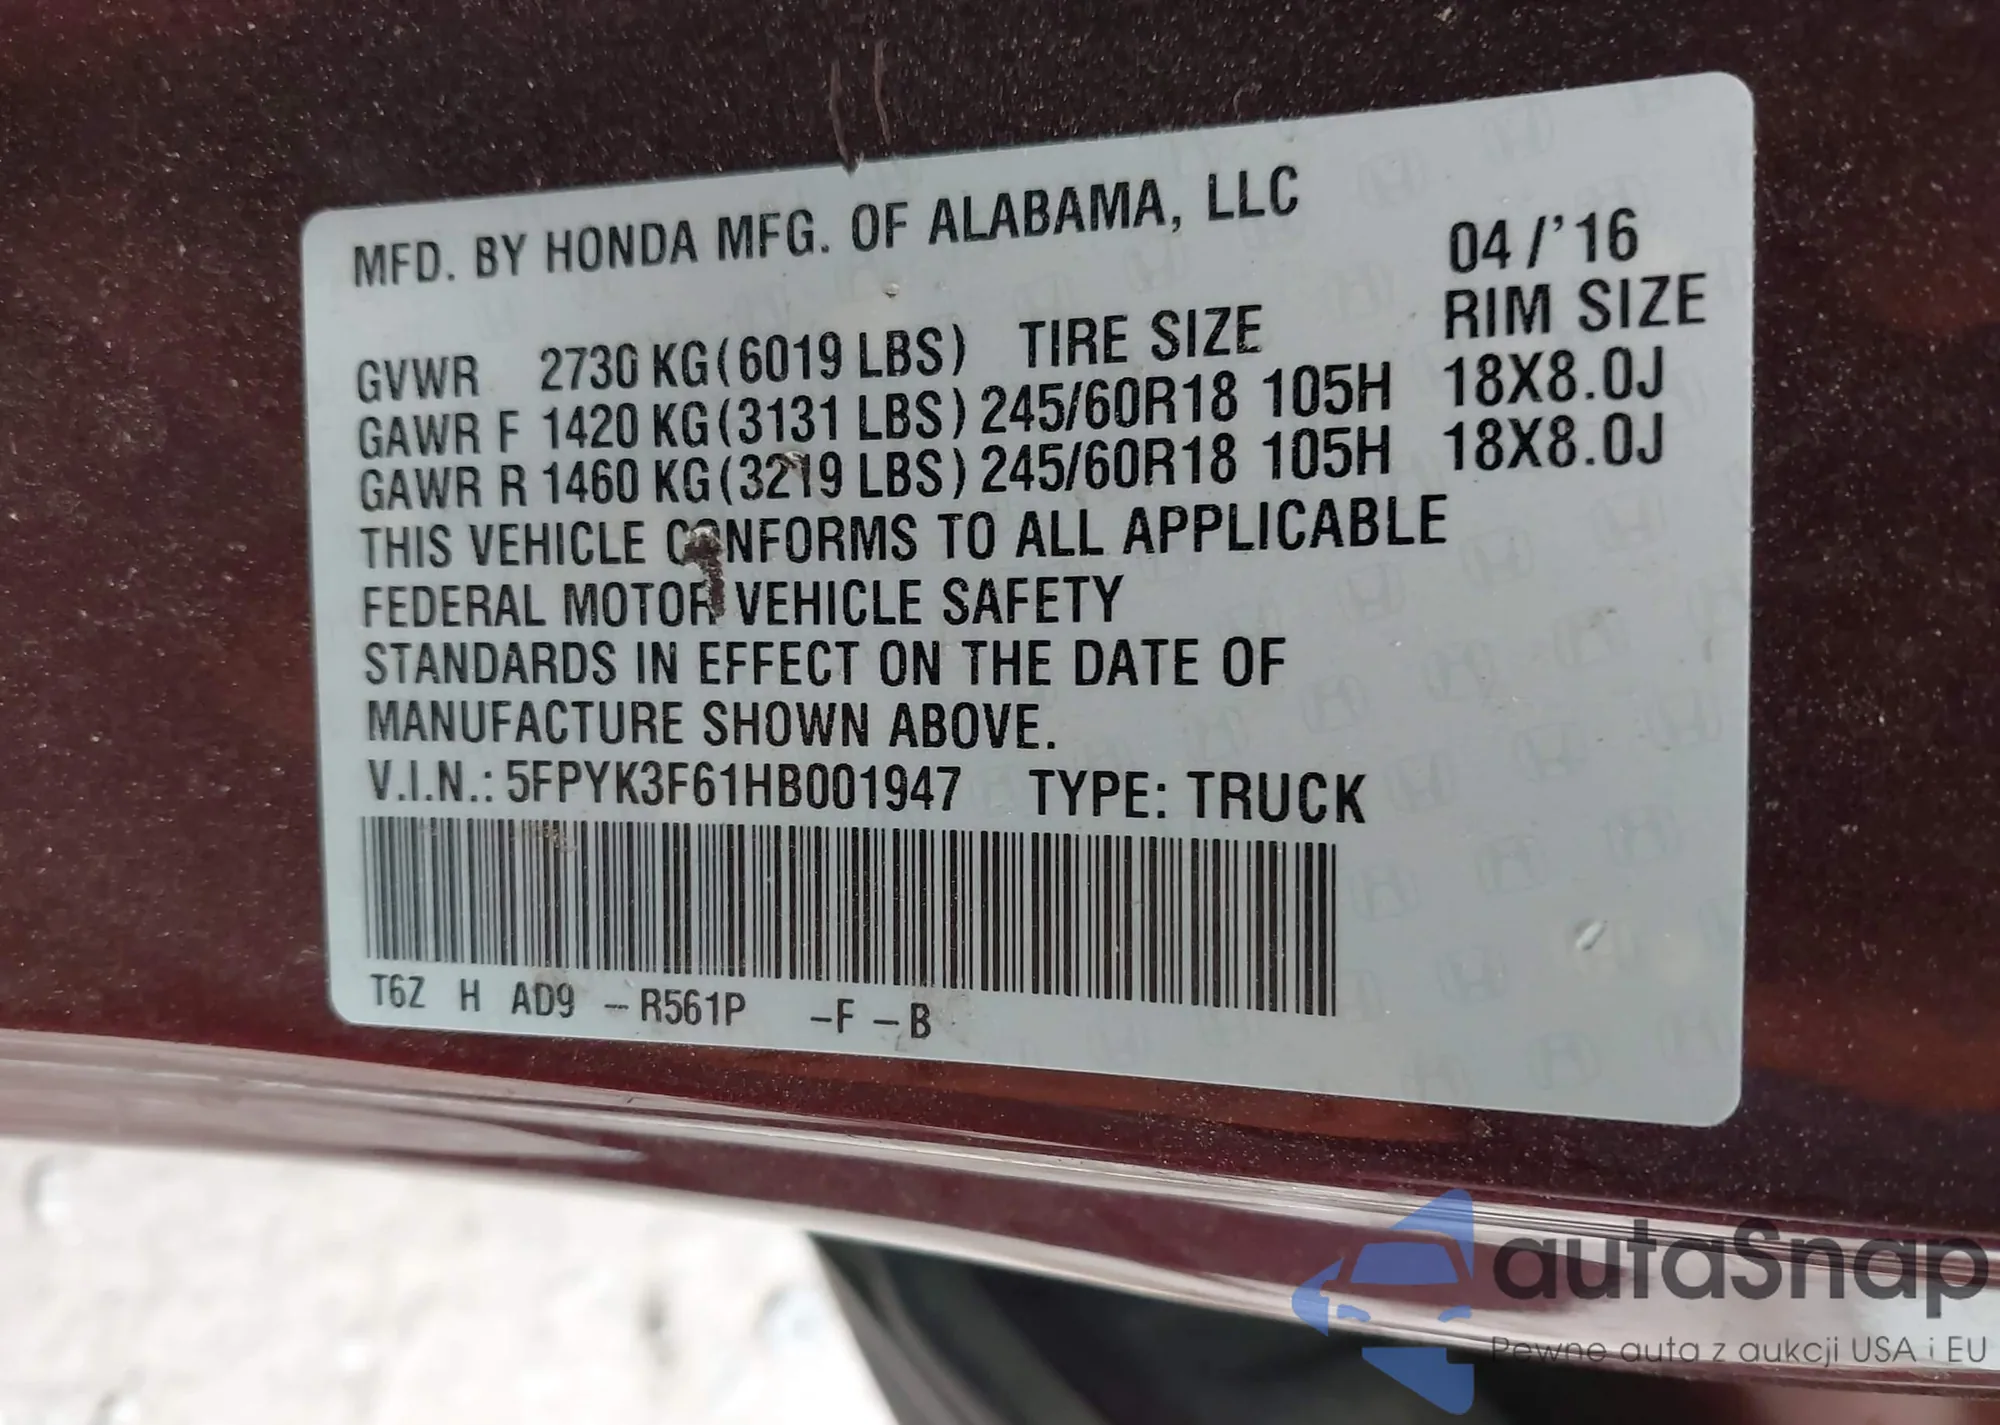 MFD. BY HONDA MFG. OF ALABAMA, LLC 04/'16
GVWR 2730 KG(6019 LBS) TIRE SIZE RIM SIZE
GAWR F 1420 KG(3131 LBS) 245/60R18 105H 18X8.0J
GAWR R 1460 KG(3219 LBS) 245/60R18 105H 18X8.0J
THIS VEHICLE CONFORMS TO ALL APPLICABLE
FEDERAL MOTOR VEHICLE SAFETY
STANDARDS IN EFFECT ON THE DATE OF
MANUFACTURE SHOWN ABOVE.
V.I.N.: 5FPYK3F61HB001947 TYPE: TRUCK
T6Z H AD9 -R561P -F -B
autaSnap
Pewne auta z aukcji USA i EU